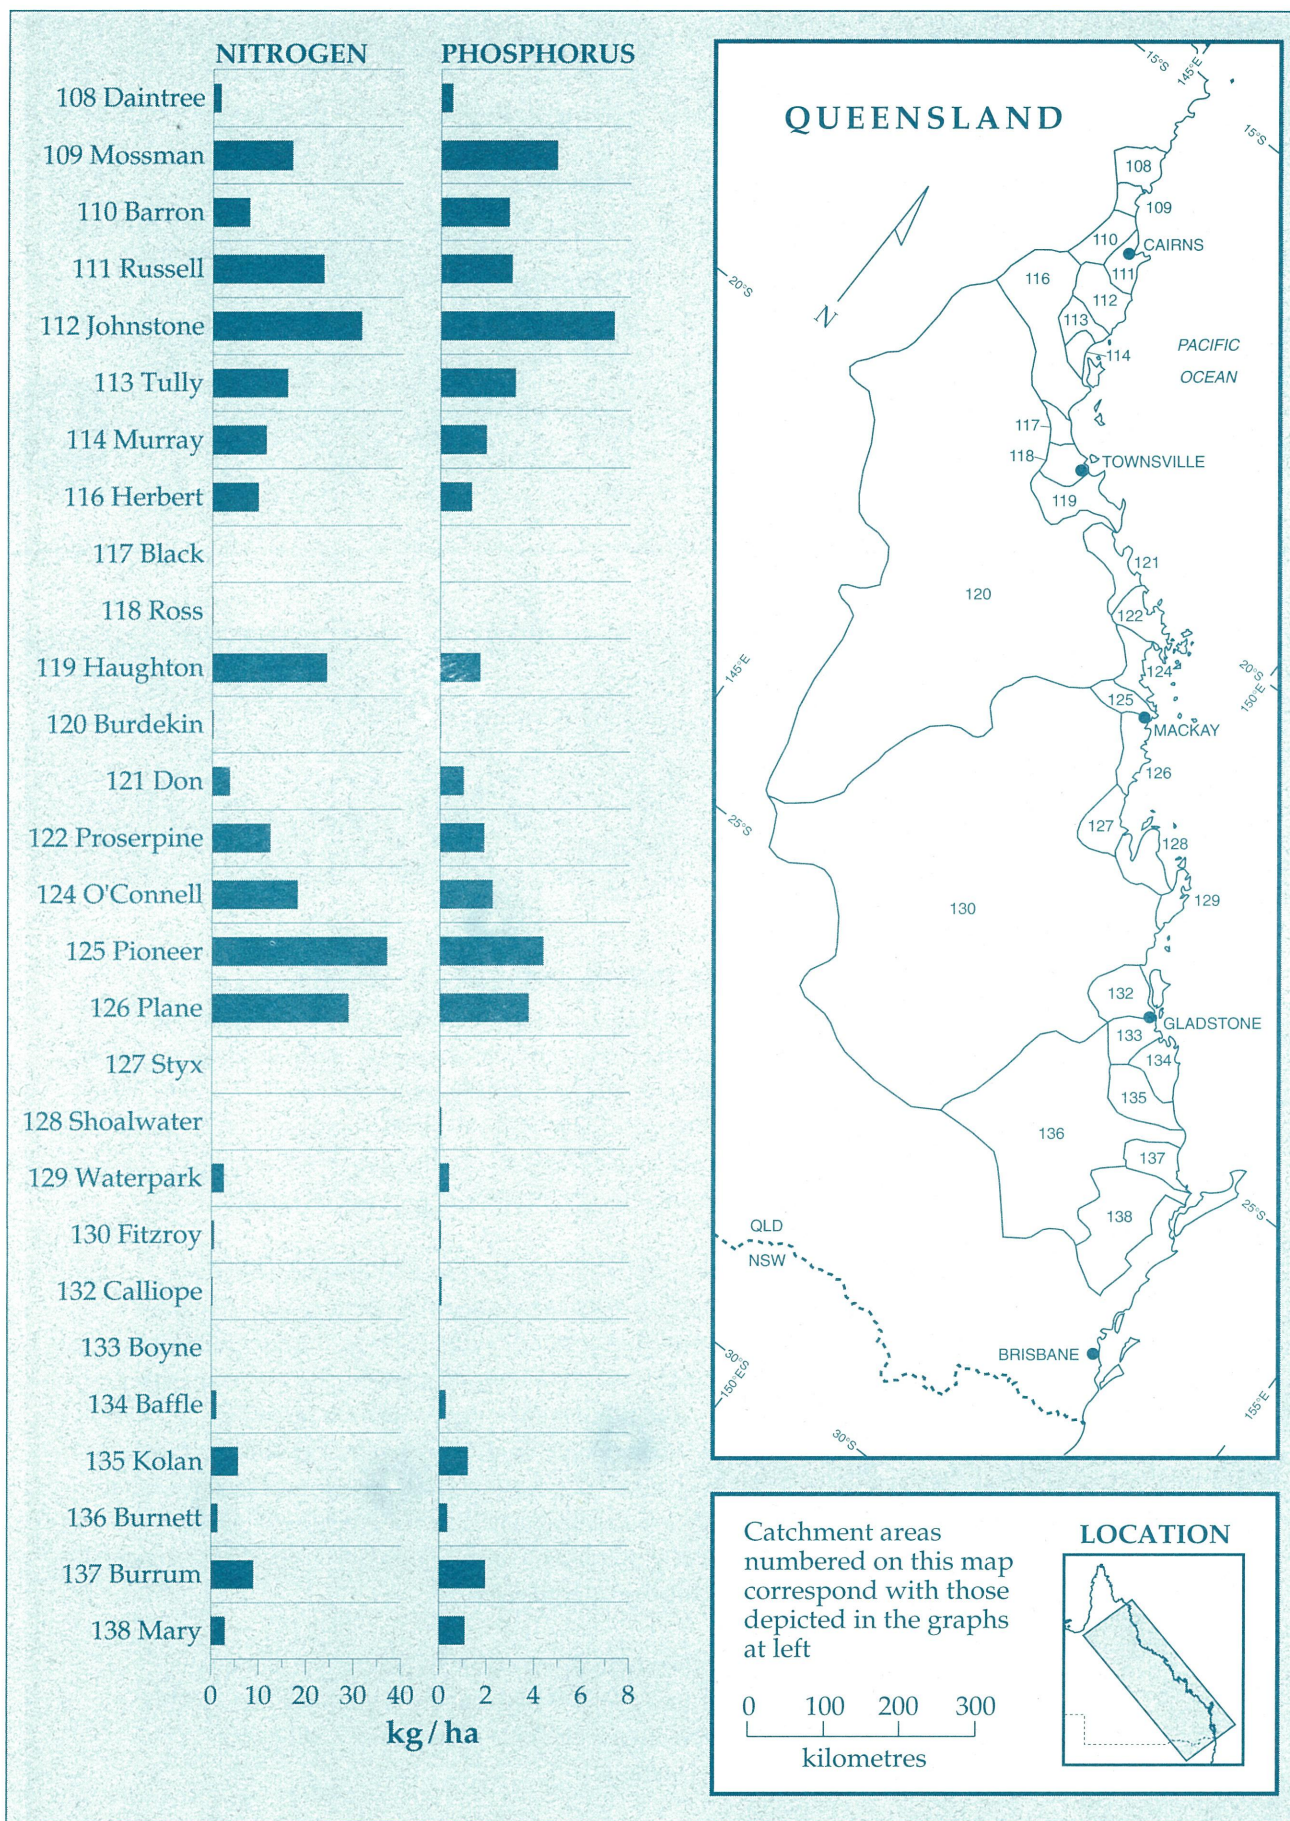 NITROGEN
PHOSPHORUS
108 Daintree
109 Mossman
110 Barron
111 Russell
112 Johnstone
113 Tully
114 Murray
116 Herbert
117 Black
118 Ross
119 Haughton
120 Burdekin
121 Don
122 Proserpine
124 O'Connell
125 Pioneer
126 Plane
127 Styx
128 Shoalwater
129 Waterpark
130 Fitzroy
132 Calliope
133 Boyne
134 Baffle
135 Kolan
136 Burnett
137 Burrum
138 Mary
0 10 20 30 40
0 2 4 6 8
kg / ha
QUEENSLAND
15°S
145°E
15°S
108
109
110
CAIRNS
111
116
112
113
114
20°S
N
PACIFIC
OCEAN
117
118
TOWNSVILLE
119
121
120
122
124
145°E
20°S
150°E
125
MACKAY
126
25°S
127
128
129
130
132
GLADSTONE
133
134
135
136
137
138
25°S
QLD
NSW
BRISBANE
30°S
150°E
155°E
30°S
Catchment areas
numbered on this map
correspond with those
depicted in the graphs
at left
0 100 200 300
kilometres
LOCATION